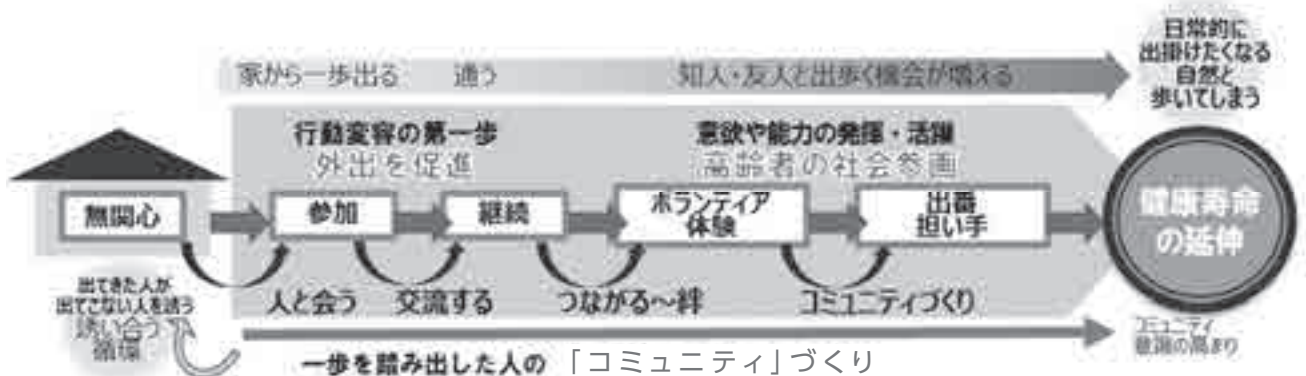 家から一歩出る
通う
知人・友人と出歩く機会が増える
日常的に
出掛けたくなる
自然と
歩いてしまう
行動変容の第一歩
外出を促進
意欲や能力の発揮・活躍
高齢者の社会参画
無関心
参加
継続
ボランティア
体験
出番
担い手
健康寿命
の延伸
出てきた人が
出てこない人を誘う
誘い合う
循環
人と会う
交流する
つながる～絆
コミュニティづくり
コミュニティ
意識の高まり
一歩を踏み出した人の 「コミュニティ」づくり